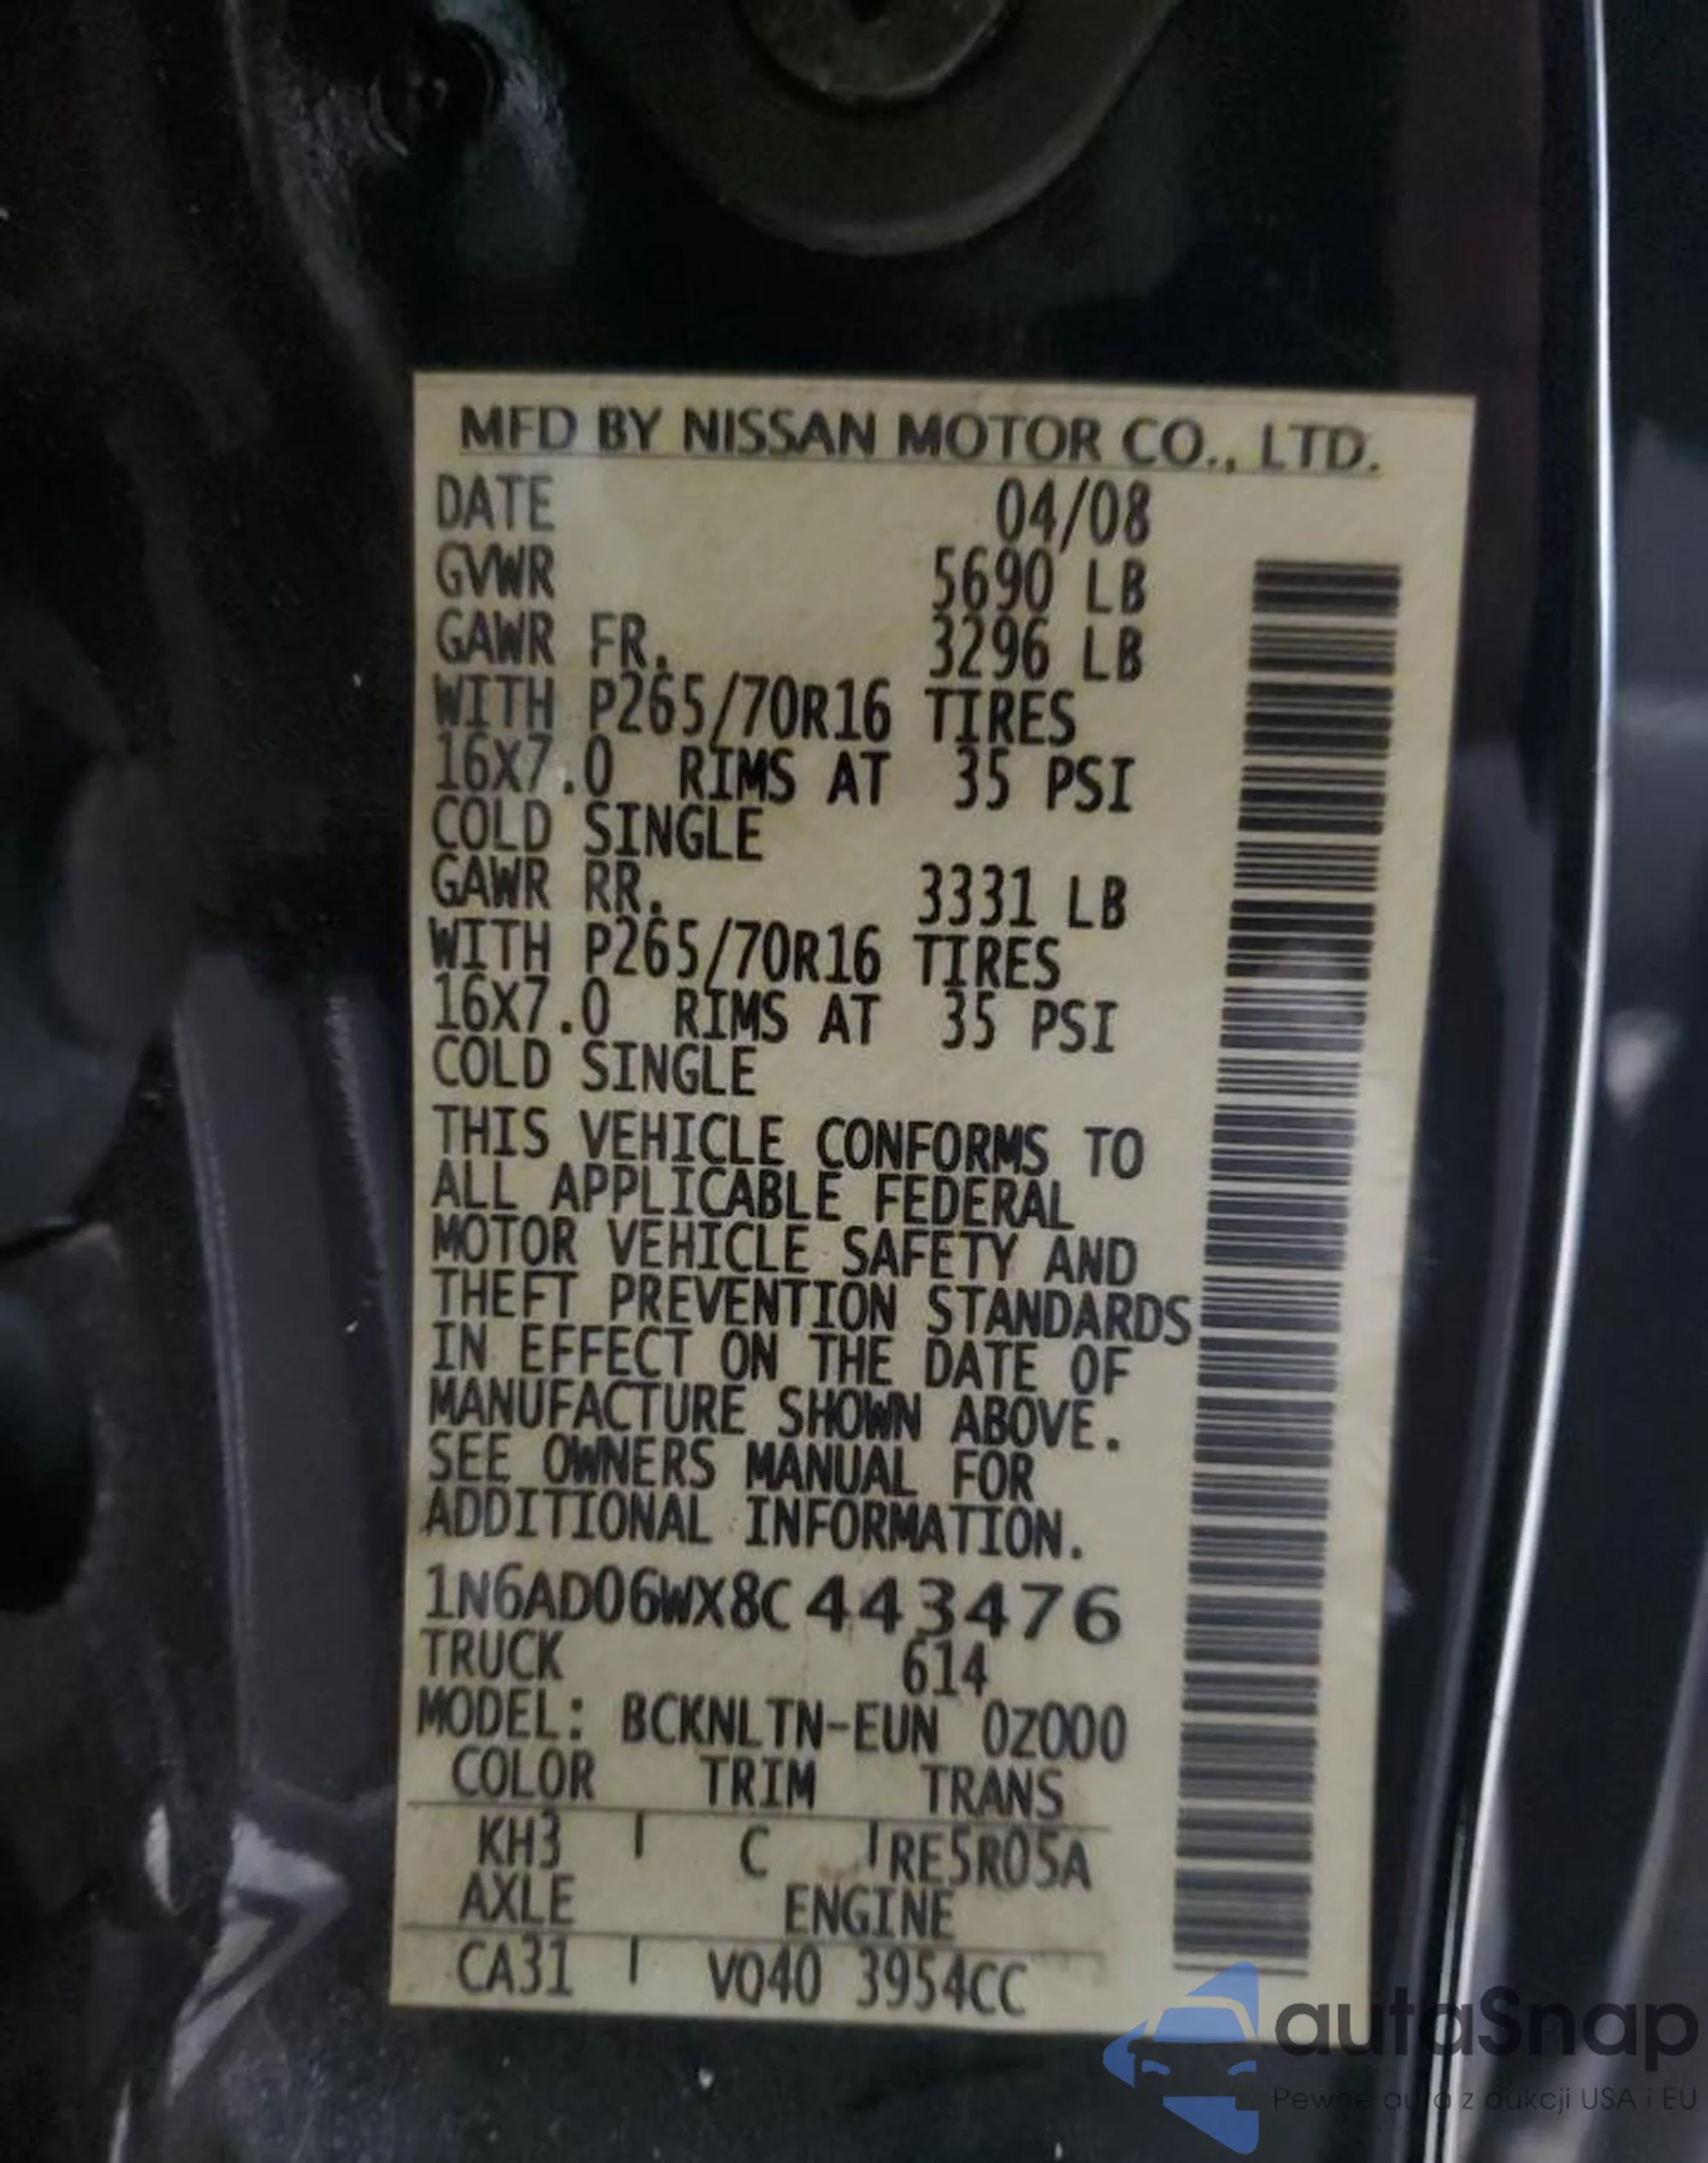 MFD BY NISSAN MOTOR CO., LTD.
DATE 04/08
GVWR 5690 LB
GAWR FR. 3296 LB
WITH P265/70R16 TIRES
16X7.0 RIMS AT 35 PSI
COLD SINGLE
GAWR RR. 3331 LB
WITH P265/70R16 TIRES
16X7.0 RIMS AT 35 PSI
COLD SINGLE
THIS VEHICLE CONFORMS TO
ALL APPLICABLE FEDERAL
MOTOR VEHICLE SAFETY AND
THEFT PREVENTION STANDARDS
IN EFFECT ON THE DATE OF
MANUFACTURE SHOWN ABOVE.
SEE OWNERS MANUAL FOR
ADDITIONAL INFORMATION.
1N6AD06WX8C443476
TRUCK 614
MODEL: BCKNLTN-EUN 0Z000
COLOR TRIM TRANS
KH3 C RE5R05A
AXLE ENGINE
CA31 VQ40 3954CC
autaSnap
Pewne auta z aukcji USA i EU